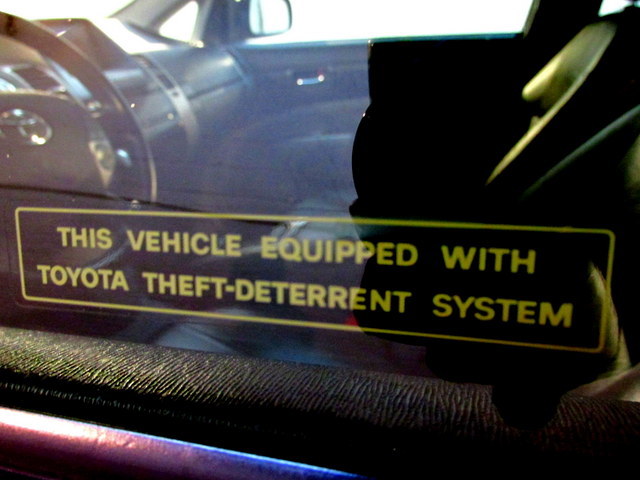 THIS VEHICLE EQUIPPED WITH
TOYOTA THEFT-DETERRENT SYSTEM